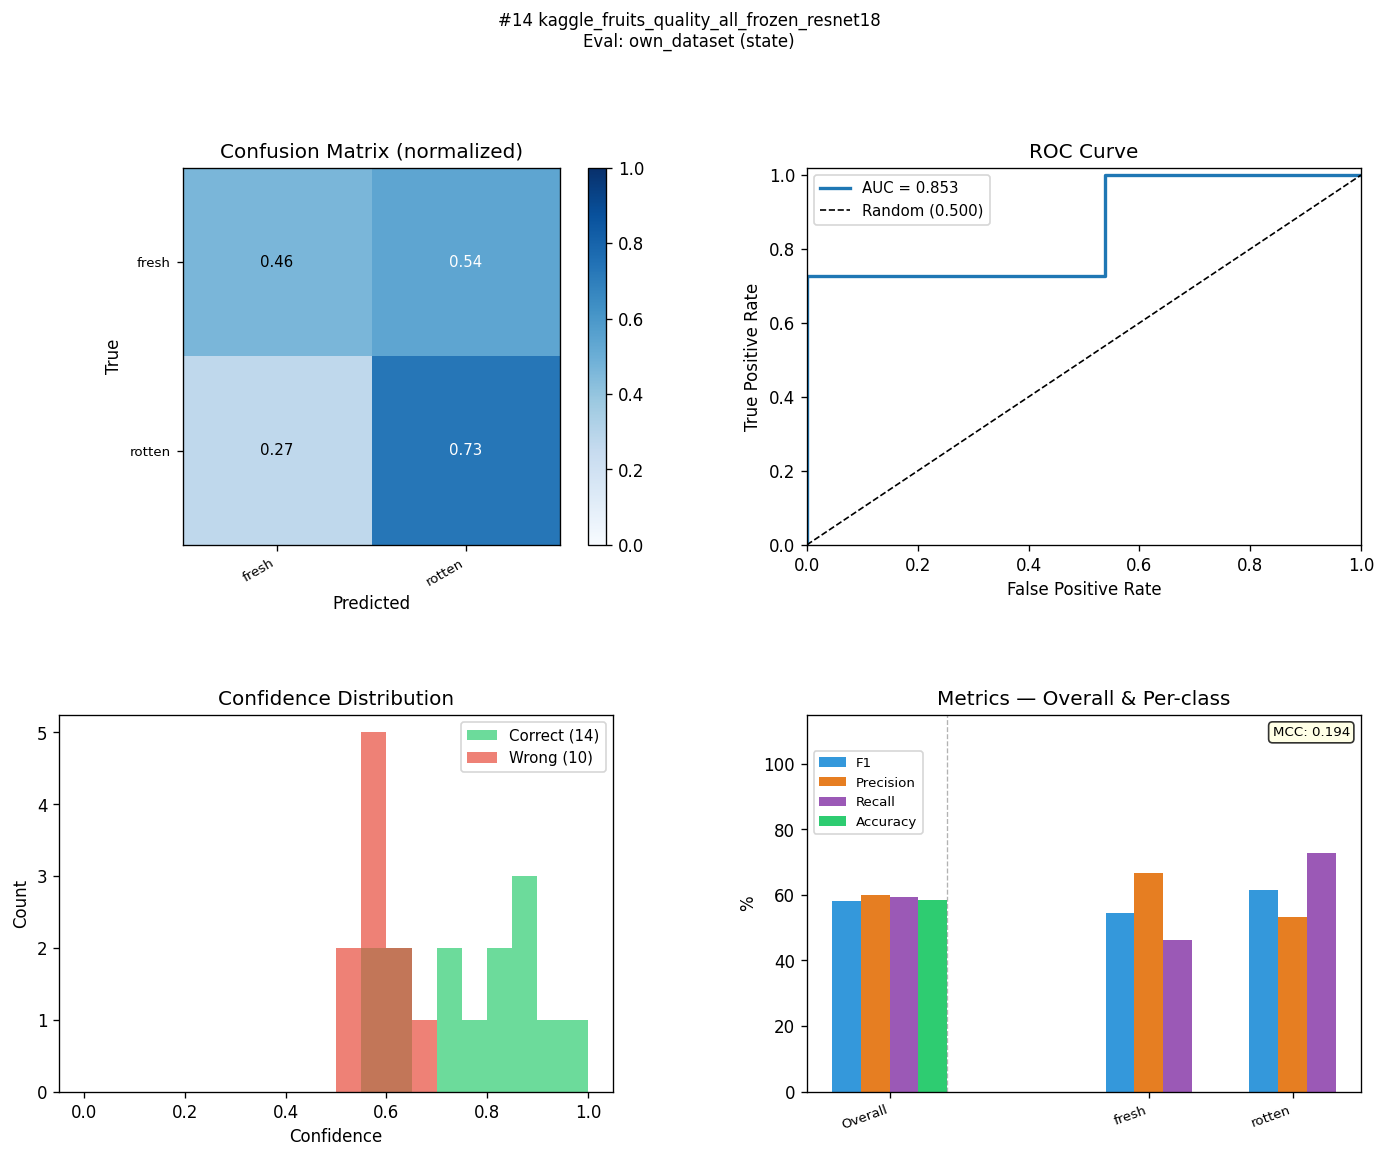 #14 kaggle_fruits_quality_all_frozen_resnet18
Eval: own_dataset (state)
Confusion Matrix (normalized)
fresh
rotten
True
0.46
0.54
0.27
0.73
fresh
rotten
Predicted
1.0
0.8
0.6
0.4
0.2
0.0
ROC Curve
AUC = 0.853
Random (0.500)
True Positive Rate
1.0
0.8
0.6
0.4
0.2
0.0
0.0 0.2 0.4 0.6 0.8 1.0
False Positive Rate
Confidence Distribution
Correct (14)
Wrong (10)
Count
5
4
3
2
1
0
0.0 0.2 0.4 0.6 0.8 1.0
Confidence
Metrics — Overall & Per-class
MCC: 0.194
F1
Precision
Recall
Accuracy
%
100
80
60
40
20
0
Overall
fresh
rotten